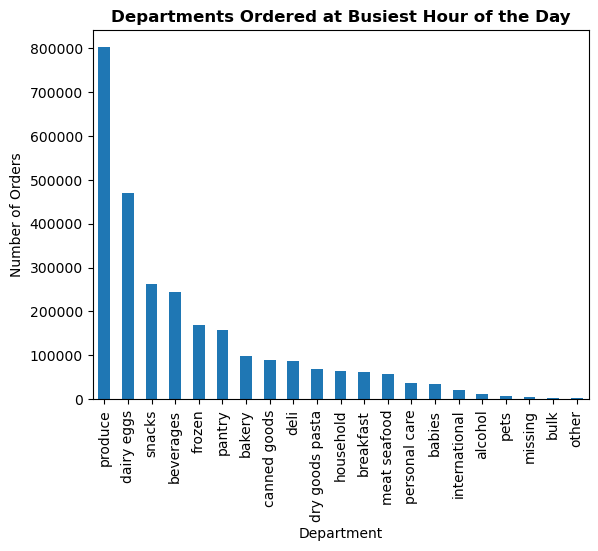 Departments Ordered at Busiest Hour of the Day
Number of Orders
800000
700000
600000
500000
400000
300000
200000
100000
0
produce
dairy eggs
snacks
beverages
frozen
pantry
bakery
canned goods
deli
dry goods pasta
household
breakfast
meat seafood
personal care
babies
international
alcohol
pets
missing
bulk
other
Department